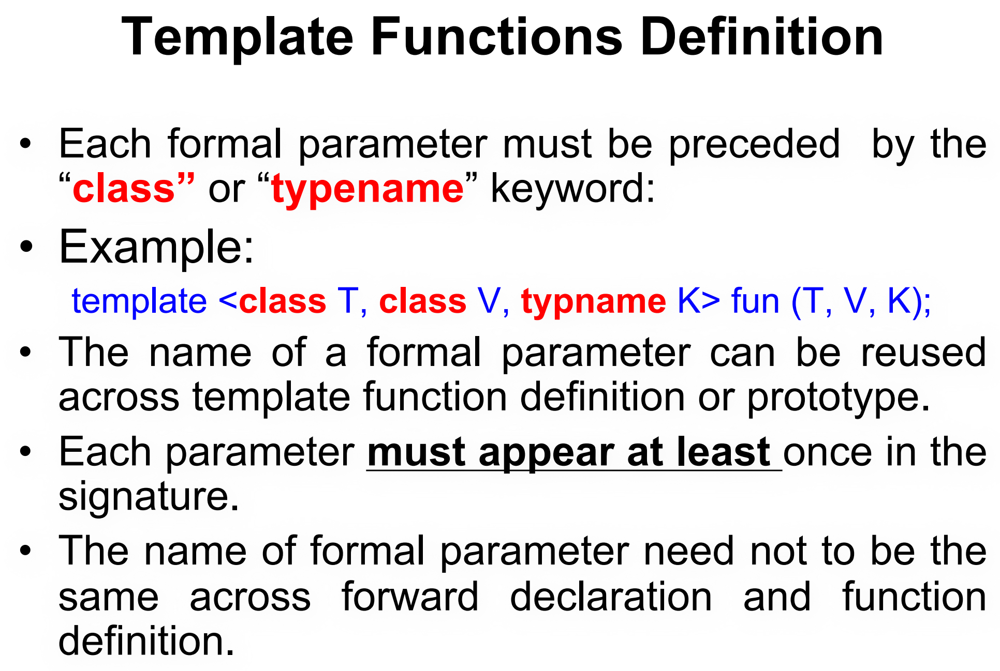 Template Functions Definition
• Each formal parameter must be preceded by the
“class” or “typename” keyword:
• Example:
template <class T, class V, typname K> fun (T, V, K);
• The name of a formal parameter can be reused
across template function definition or prototype.
• Each parameter must appear at least once in the
signature.
• The name of formal parameter need not to be the
same across forward declaration and function
definition.